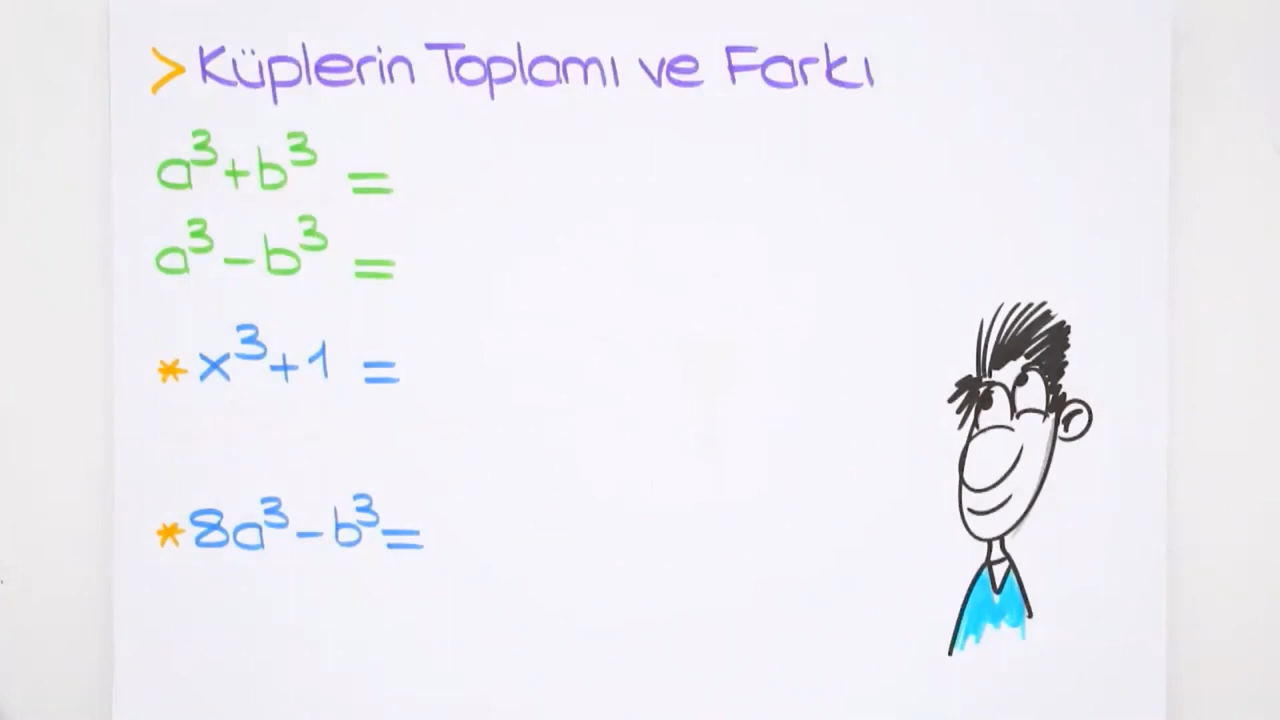 > Küplerin Toplamı ve Farkı
a³+b³ =
a³-b³ =
* x³+1 =
* 8a³-b³=